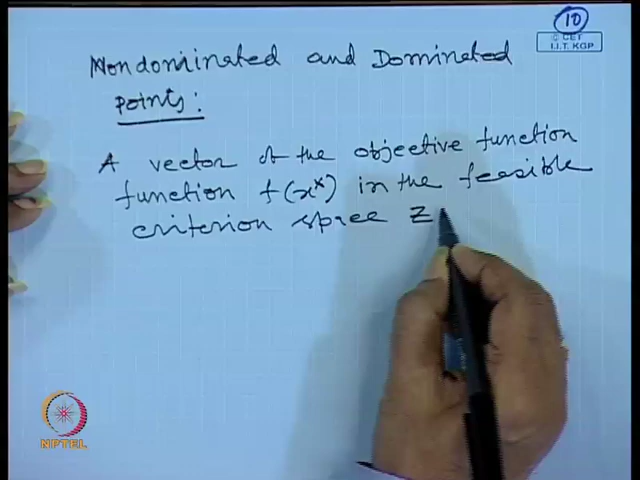 10
© CET
I.I.T. KGP
Nondominated and Dominated
points:
A vector of the objective function
function f(x*) in the feasible
criterion space Z
NPTEL